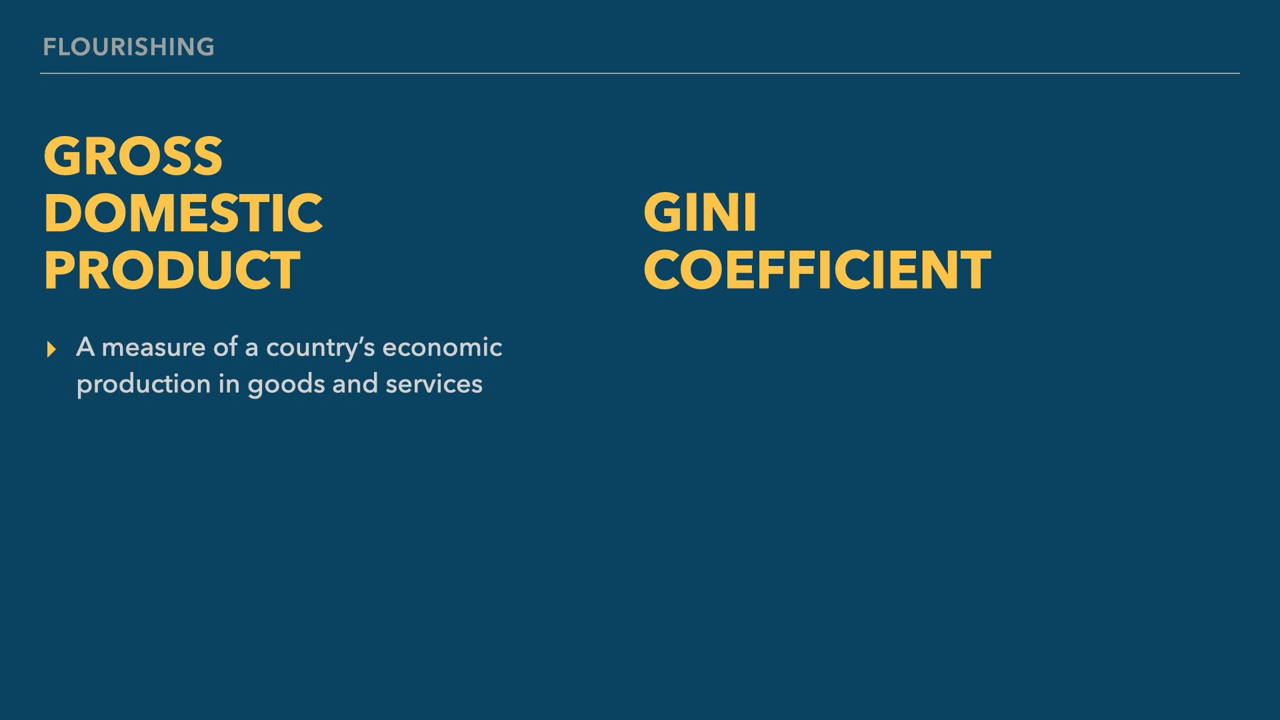 FLOURISHING
GROSS
DOMESTIC
PRODUCT
▸ A measure of a country’s economic
production in goods and services
GINI
COEFFICIENT